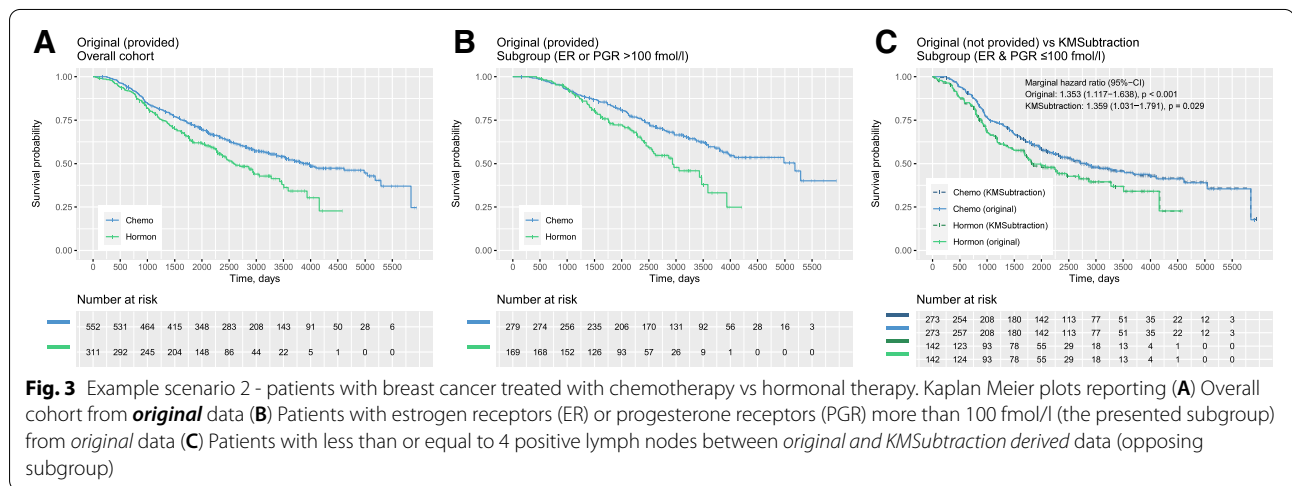 A
Original (provided)
Overall cohort
1.00
0.75
0.50
0.25
0.00
Survival probability
Chemo
Hormon
0 500 1000 1500 2000 2500 3000 3500 4000 4500 5000 5500
Time, days
Number at risk
552 531 464 415 348 283 208 143 91 50 28 6
311 292 245 204 148 86 44 22 5 1 0 0
B
Original (provided)
Subgroup (ER or PGR >100 fmol/l)
1.00
0.75
0.50
0.25
0.00
Survival probability
Chemo
Hormon
0 500 1000 1500 2000 2500 3000 3500 4000 4500 5000 5500
Time, days
Number at risk
279 274 256 235 206 170 131 92 56 28 16 3
169 168 152 126 93 57 26 9 1 0 0 0
C
Original (not provided) vs KMSubtraction
Subgroup (ER & PGR ≤100 fmol/l)
Marginal hazard ratio (95%−CI)
Original: 1.353 (1.117−1.638), p < 0.001
KMSubtraction: 1.359 (1.031−1.791), p = 0.029
1.00
0.75
0.50
0.25
0.00
Survival probability
Chemo (KMSubtraction)
Chemo (original)
Hormon (KMSubtraction)
Hormon (original)
0 500 1000 1500 2000 2500 3000 3500 4000 4500 5000 5500
Time, days
Number at risk
273 254 208 180 142 113 77 51 35 22 12 3
273 257 208 180 142 113 77 51 35 22 12 3
142 123 93 78 55 29 18 13 4 1 0 0
142 124 93 78 55 29 18 13 4 1 0 0
Fig. 3 Example scenario 2 - patients with breast cancer treated with chemotherapy vs hormonal therapy. Kaplan Meier plots reporting (A) Overall
cohort from original data (B) Patients with estrogen receptors (ER) or progesterone receptors (PGR) more than 100 fmol/l (the presented subgroup)
from original data (C) Patients with less than or equal to 4 positive lymph nodes between original and KMSubtraction derived data (opposing
subgroup)